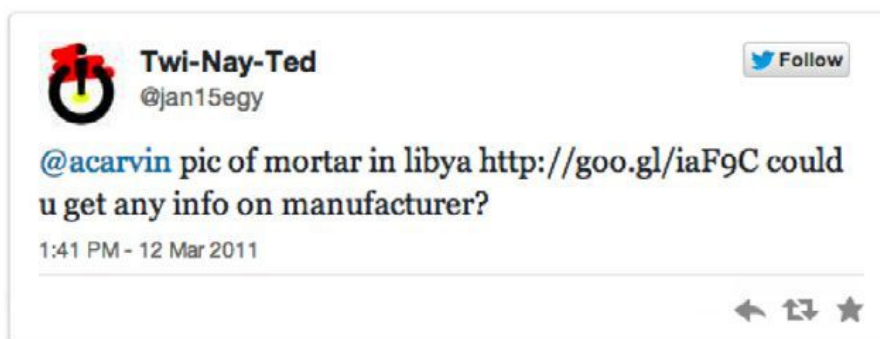 Twi-Nay-Ted
Follow
@jan15egy
@acarvin pic of mortar in libya http://goo.gl/iaF9C could
u get any info on manufacturer?
1:41 PM - 12 Mar 2011